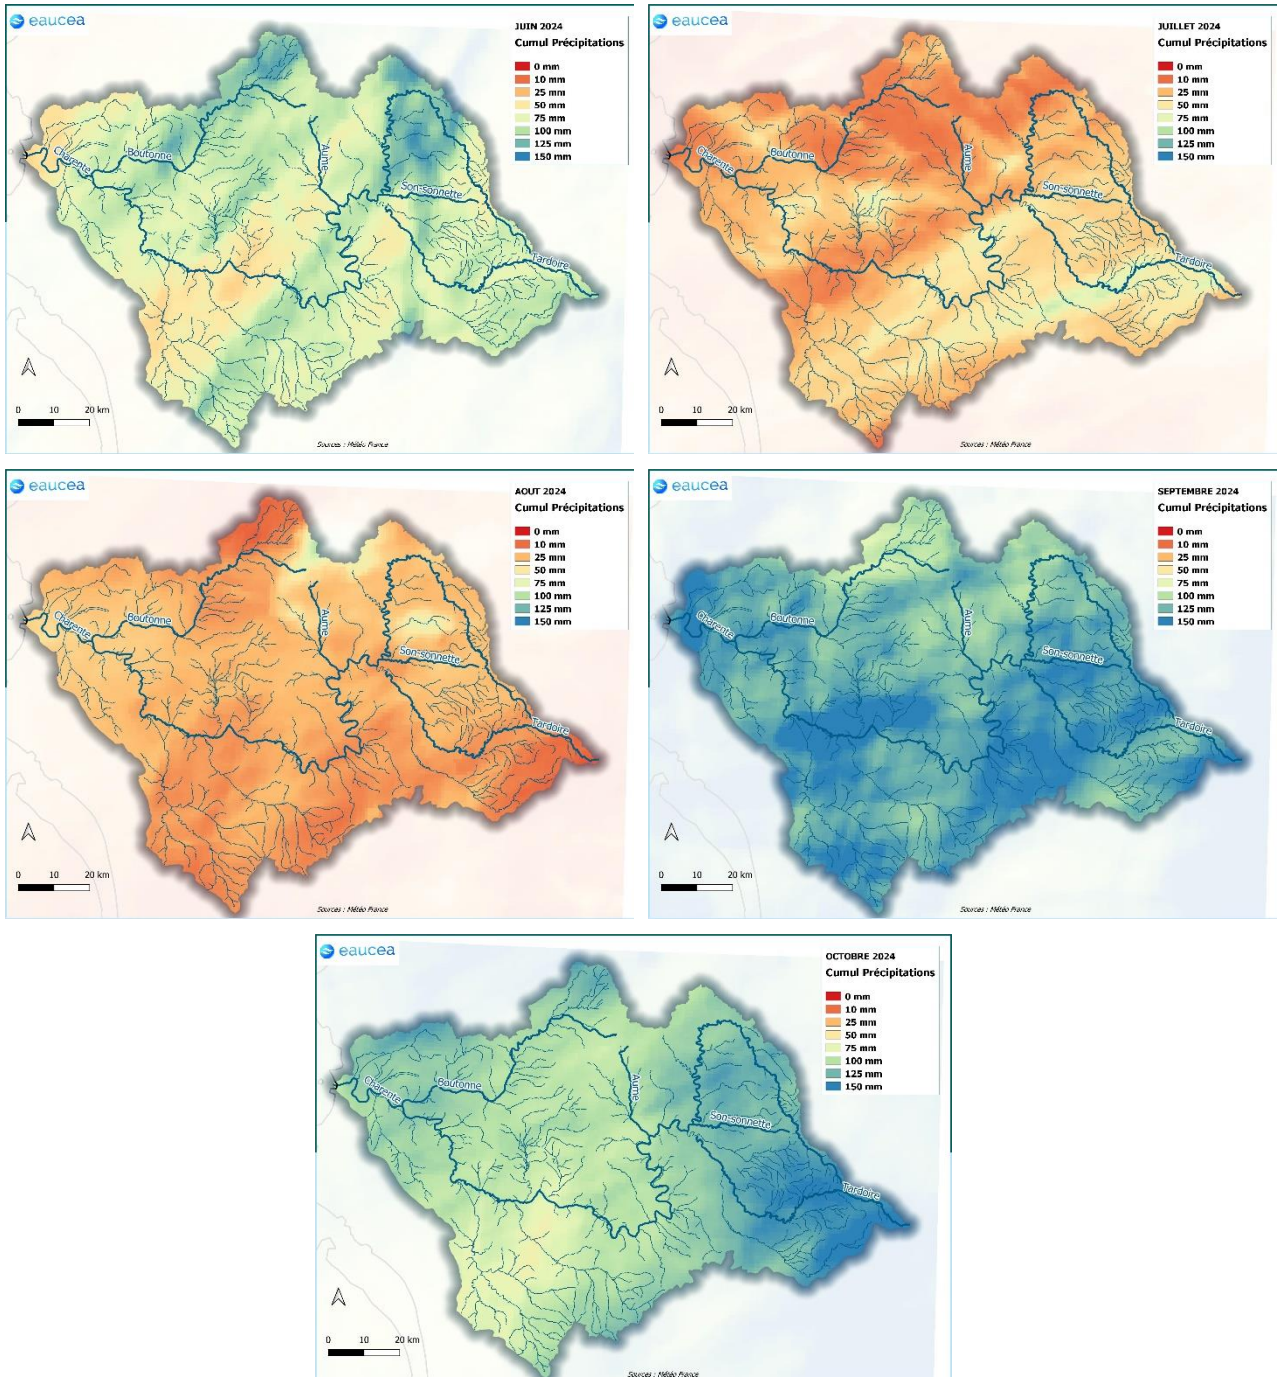 eaucea
JUIN 2024
Cumul Précipitations
0 mm
10 mm
25 mm
50 mm
75 mm
100 mm
125 mm
150 mm
Charente
Boutonne
Aume
Son-sonnette
Tardoire
0 10 20 km
Sources : Météo France
eaucea
JUILLET 2024
Cumul Précipitations
0 mm
10 mm
25 mm
50 mm
75 mm
100 mm
125 mm
150 mm
Charente
Boutonne
Aume
Son-sonnette
Tardoire
0 10 20 km
Sources : Météo France
eaucea
AOUT 2024
Cumul Précipitations
0 mm
10 mm
25 mm
50 mm
75 mm
100 mm
125 mm
150 mm
Charente
Boutonne
Aume
Son-sonnette
Tardoire
0 10 20 km
Sources : Météo France
eaucea
SEPTEMBRE 2024
Cumul Précipitations
0 mm
10 mm
25 mm
50 mm
75 mm
100 mm
125 mm
150 mm
Charente
Boutonne
Aume
Son-sonnette
Tardoire
0 10 20 km
Sources : Météo France
eaucea
OCTOBRE 2024
Cumul Précipitations
0 mm
10 mm
25 mm
50 mm
75 mm
100 mm
125 mm
150 mm
Charente
Boutonne
Aume
Son-sonnette
Tardoire
0 10 20 km
Sources : Météo France